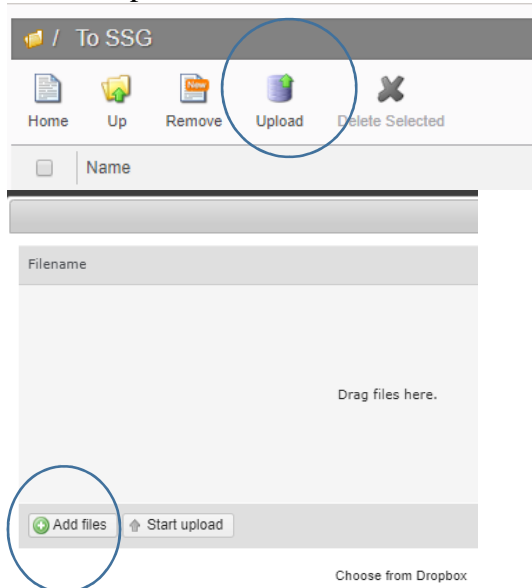 / To SSG
New
Home Up Remove Upload Delete Selected
Name
Filename
Drag files here.
Add files Start upload
Choose from Dropbox